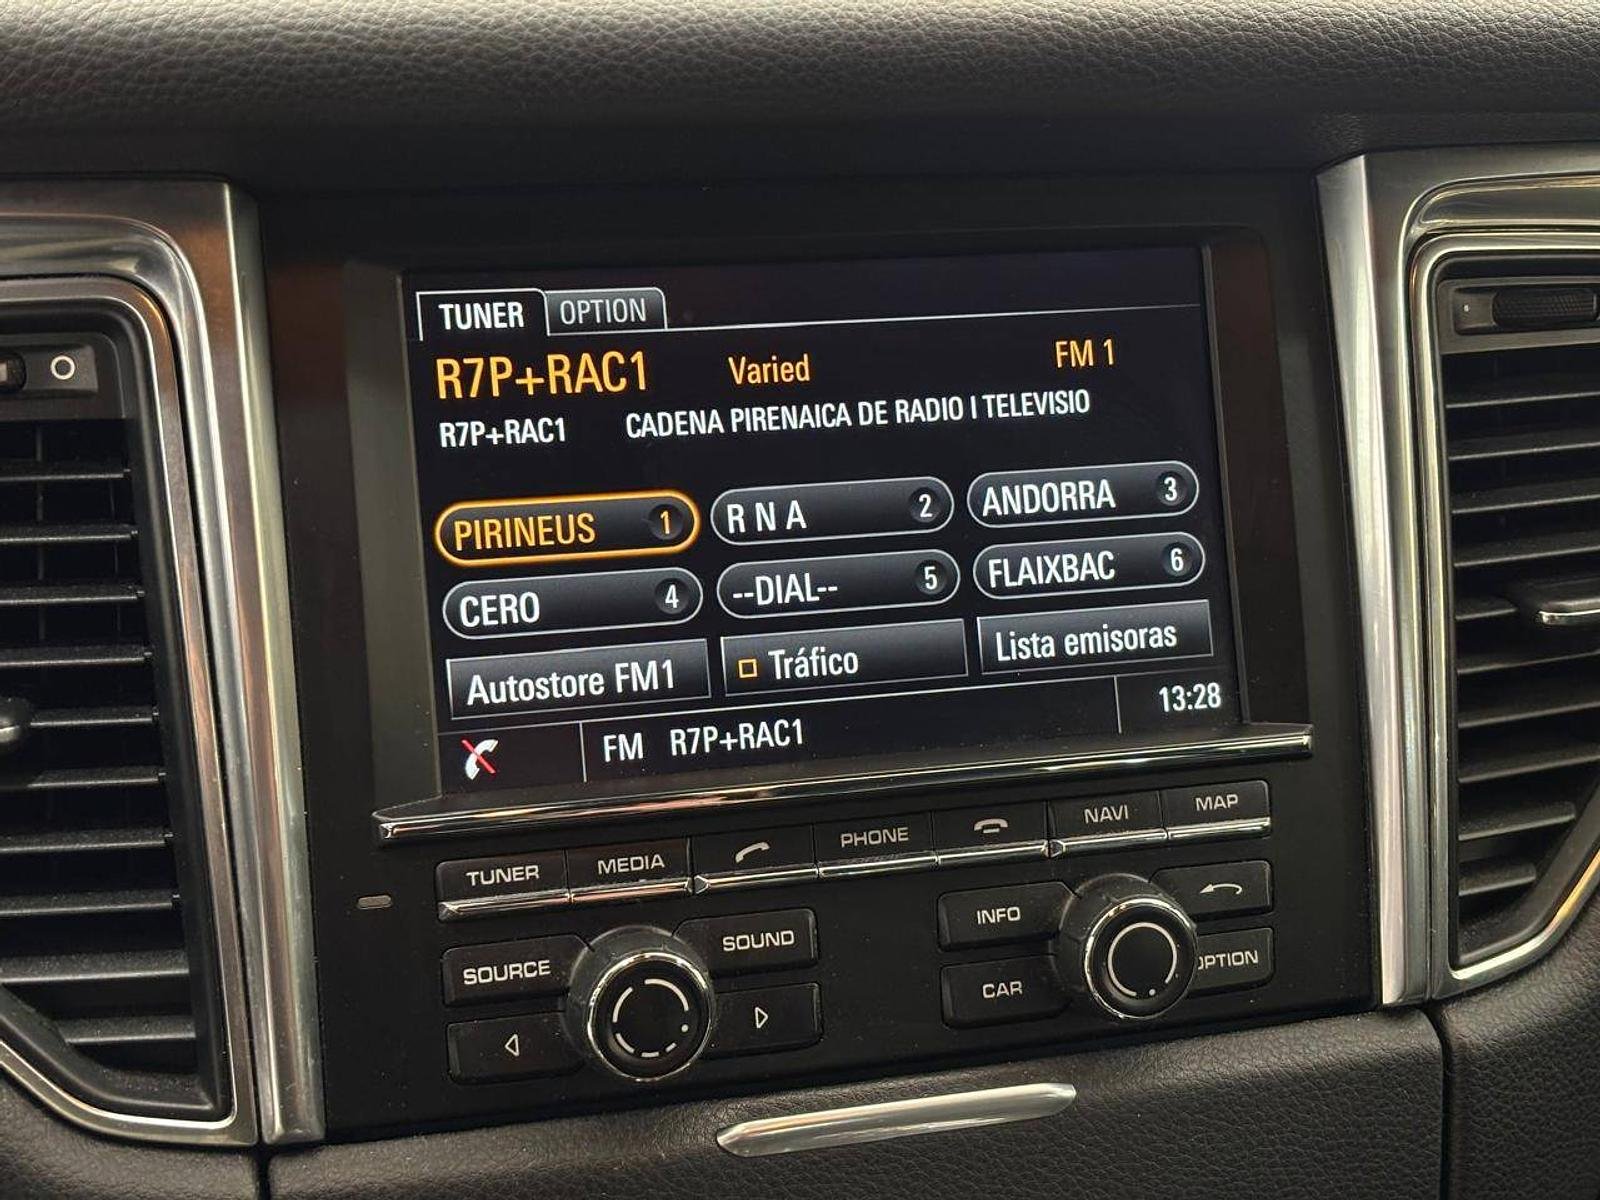 TUNER OPTION
R7P+RAC1 Varied FM 1
R7P+RAC1 CADENA PIRENAICA DE RADIO I TELEVISIO
PIRINEUS 1 R N A 2 ANDORRA 3
CERO 4 --DIAL-- 5 FLAIXBAC 6
Autostore FM1 Tráfico Lista emisoras
FM R7P+RAC1 13:28
TUNER MEDIA PHONE NAVI MAP
SOURCE SOUND INFO
CAR OPTION